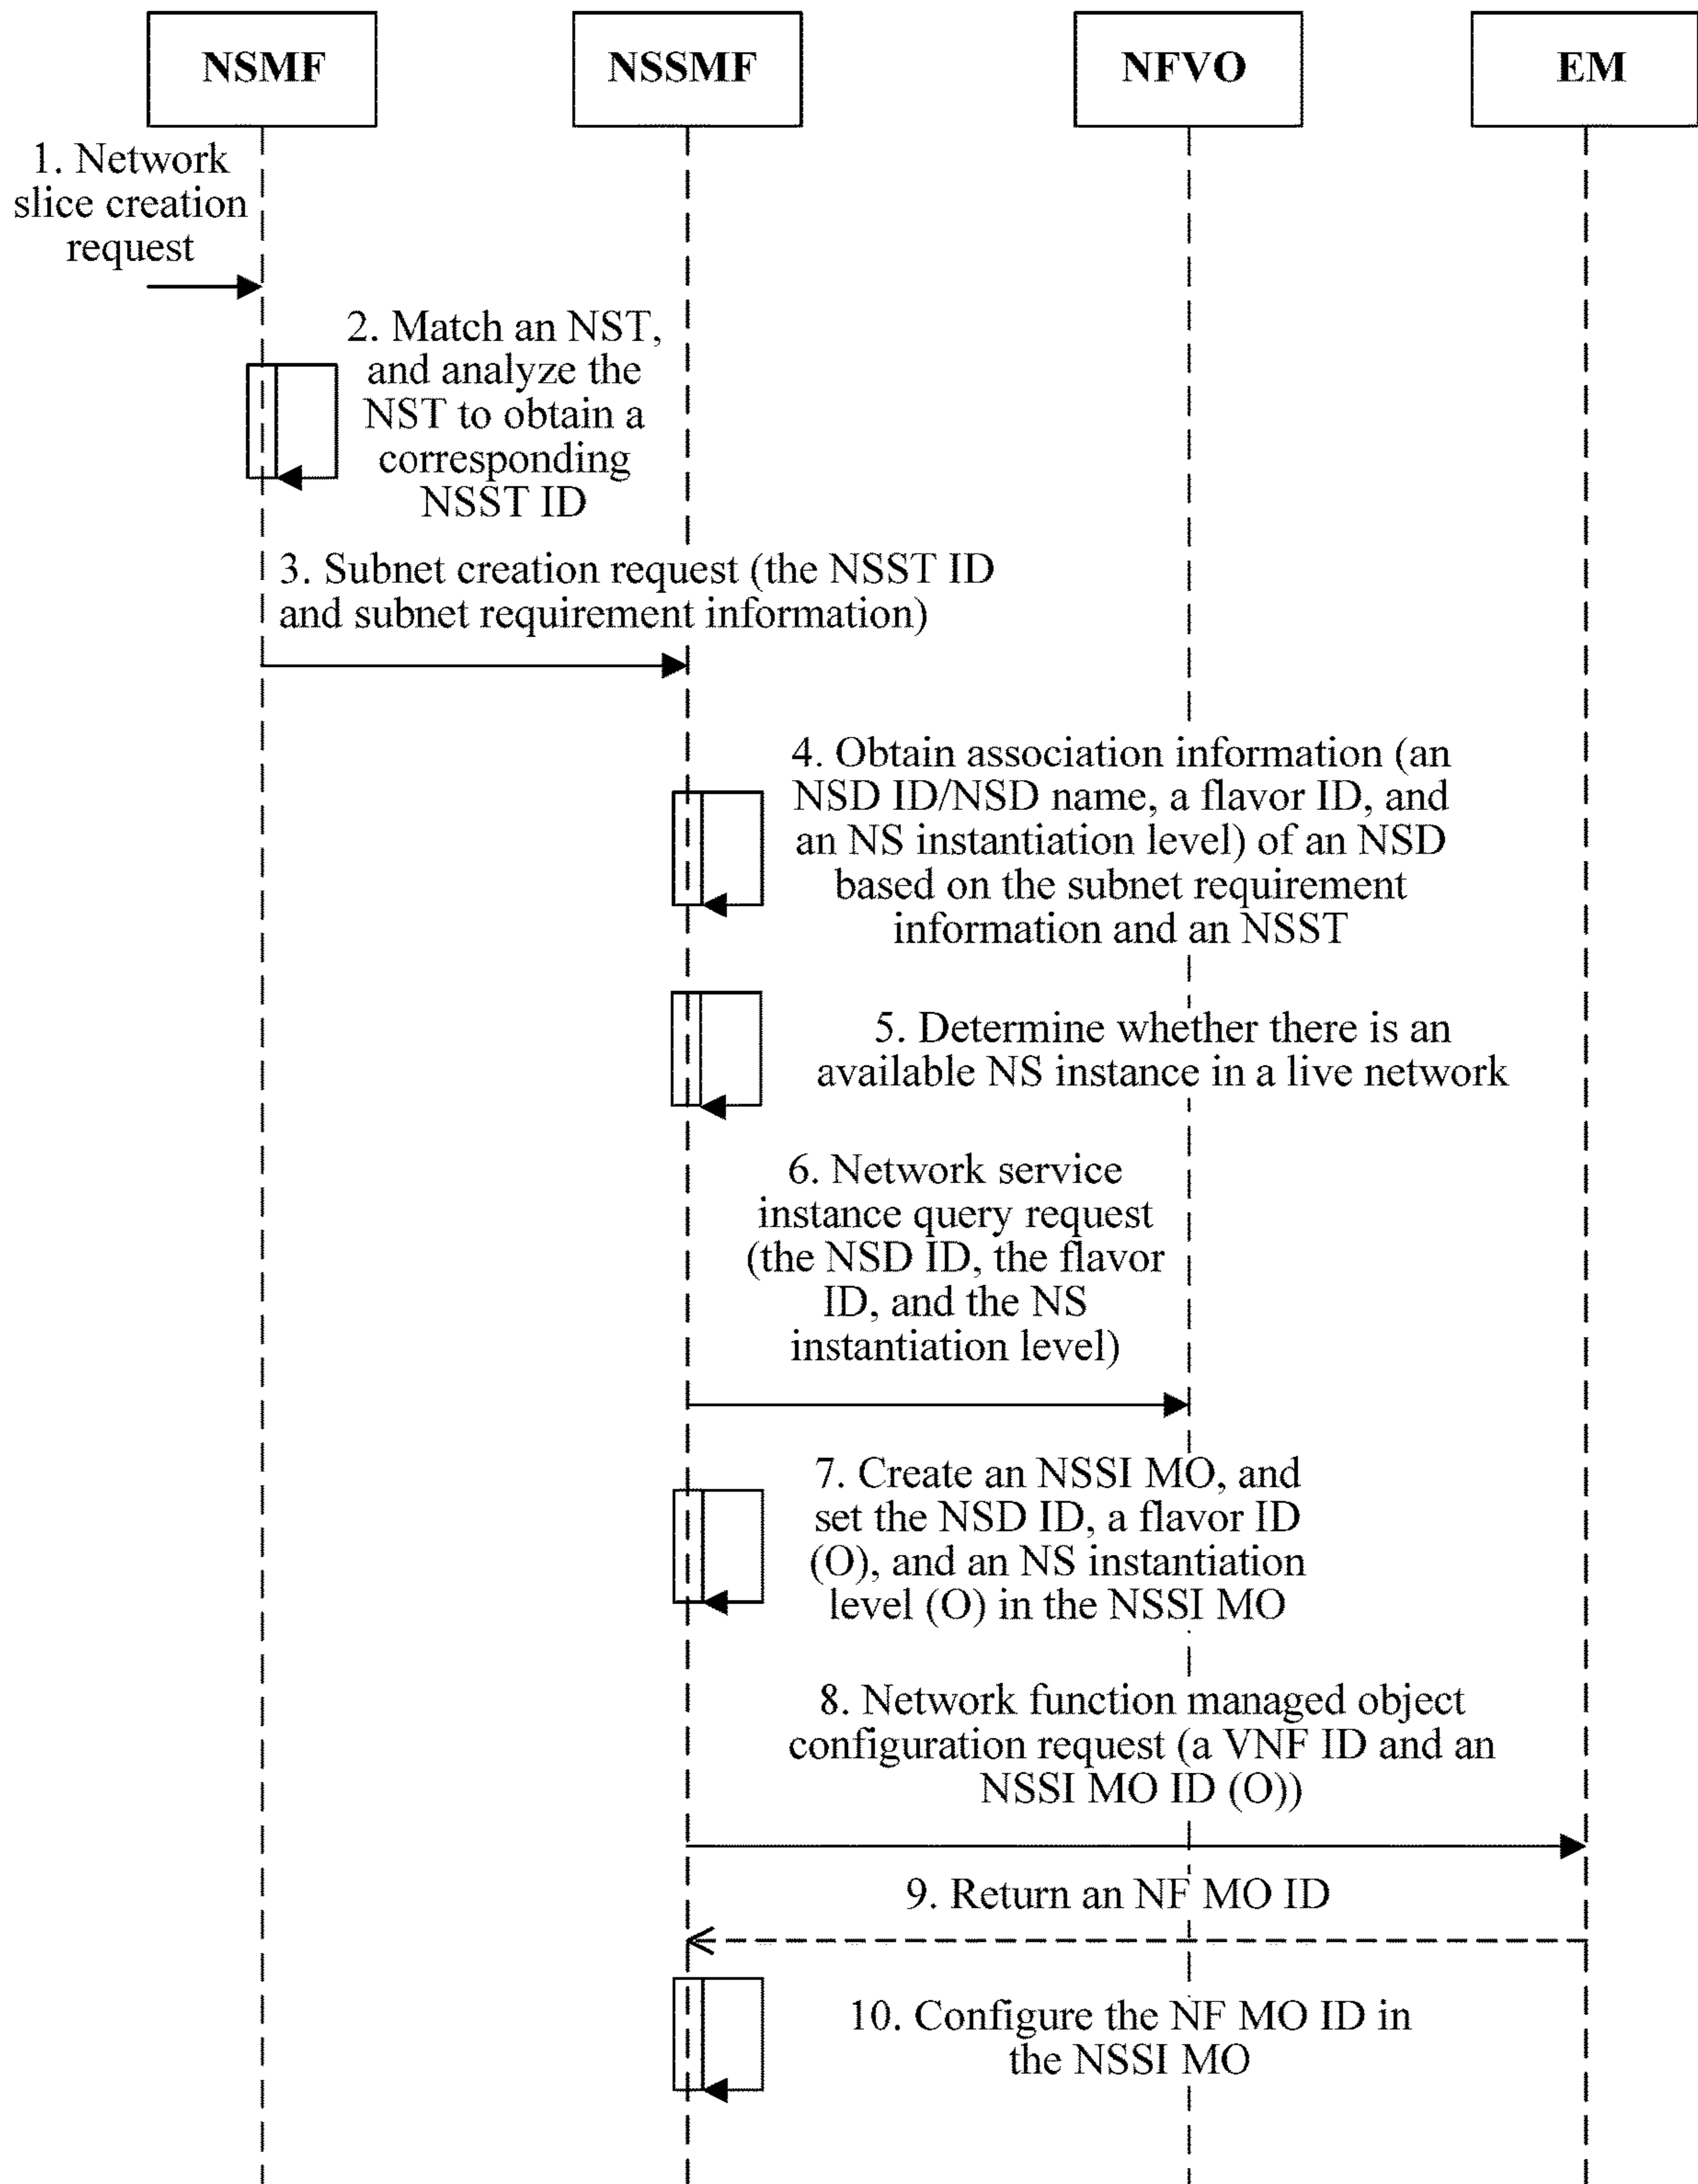 NSMF
NSSMF
NFVO
EM
1. Network
slice creation
request
2. Match an NST,
and analyze the
NST to obtain a
corresponding
NSST ID
3. Subnet creation request (the NSST ID
and subnet requirement information)
4. Obtain association information (an
NSD ID/NSD name, a flavor ID, and
an NS instantiation level) of an NSD
based on the subnet requirement
information and an NSST
5. Determine whether there is an
available NS instance in a live network
6. Network service
instance query request
(the NSD ID, the flavor
ID, and the NS
instantiation level)
7. Create an NSSI MO, and
set the NSD ID, a flavor ID
(O), and an NS instantiation
level (O) in the NSSI MO
8. Network function managed object
configuration request (a VNF ID and an
NSSI MO ID (O))
9. Return an NF MO ID
10. Configure the NF MO ID in
the NSSI MO